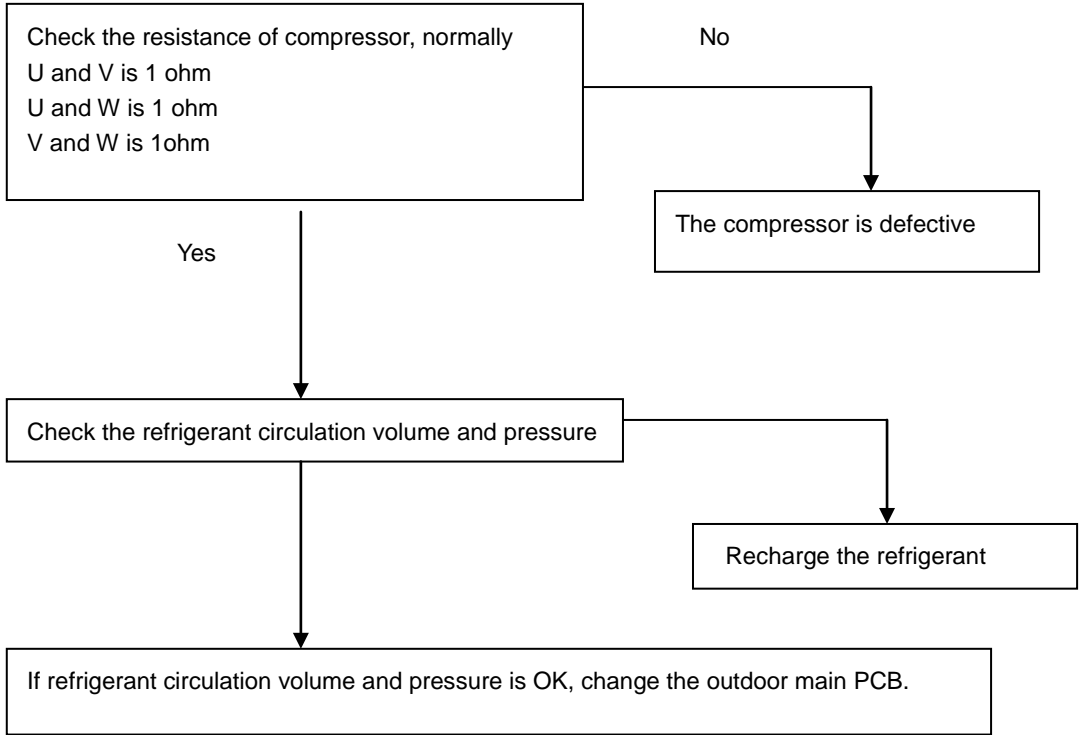 Check the resistance of compressor, normally
U and V is 1 ohm
U and W is 1 ohm
V and W is 1ohm
No
The compressor is defective
Yes
Check the refrigerant circulation volume and pressure
Recharge the refrigerant
If refrigerant circulation volume and pressure is OK, change the outdoor main PCB.